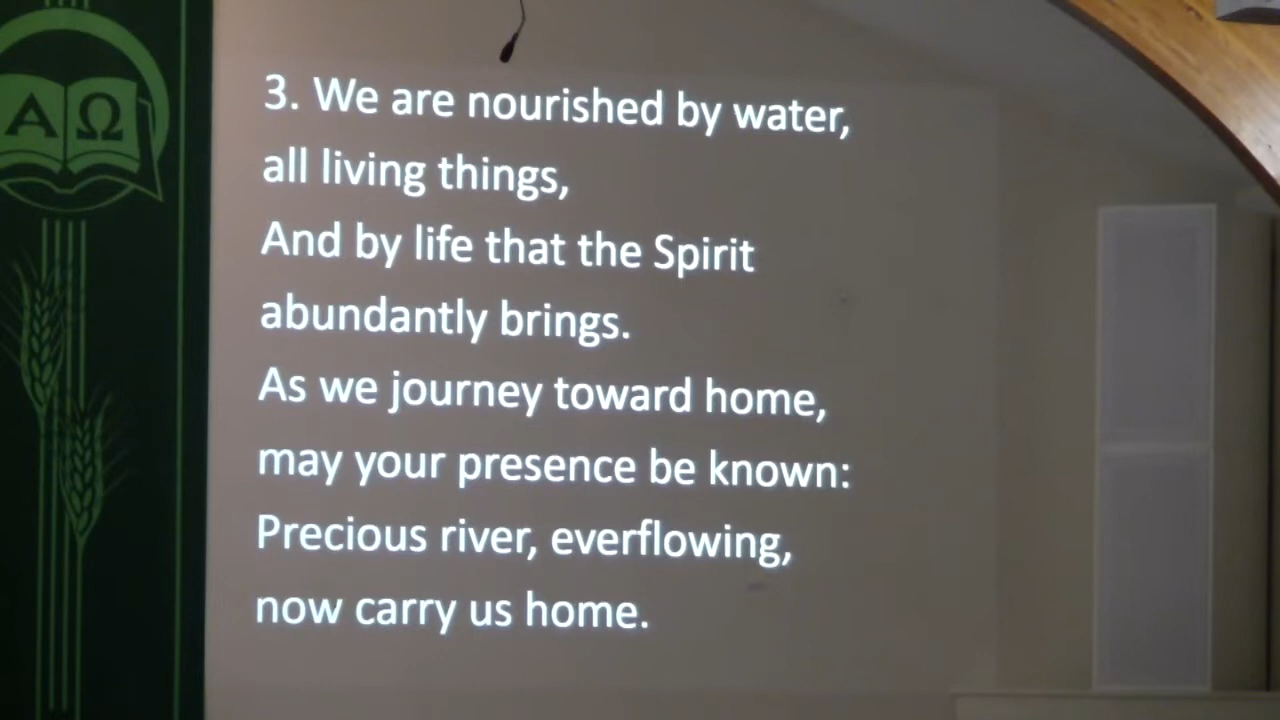 Α Ω
3. We are nourished by water,
all living things,
And by life that the Spirit
abundantly brings.
As we journey toward home,
may your presence be known:
Precious river, everflowing,
now carry us home.